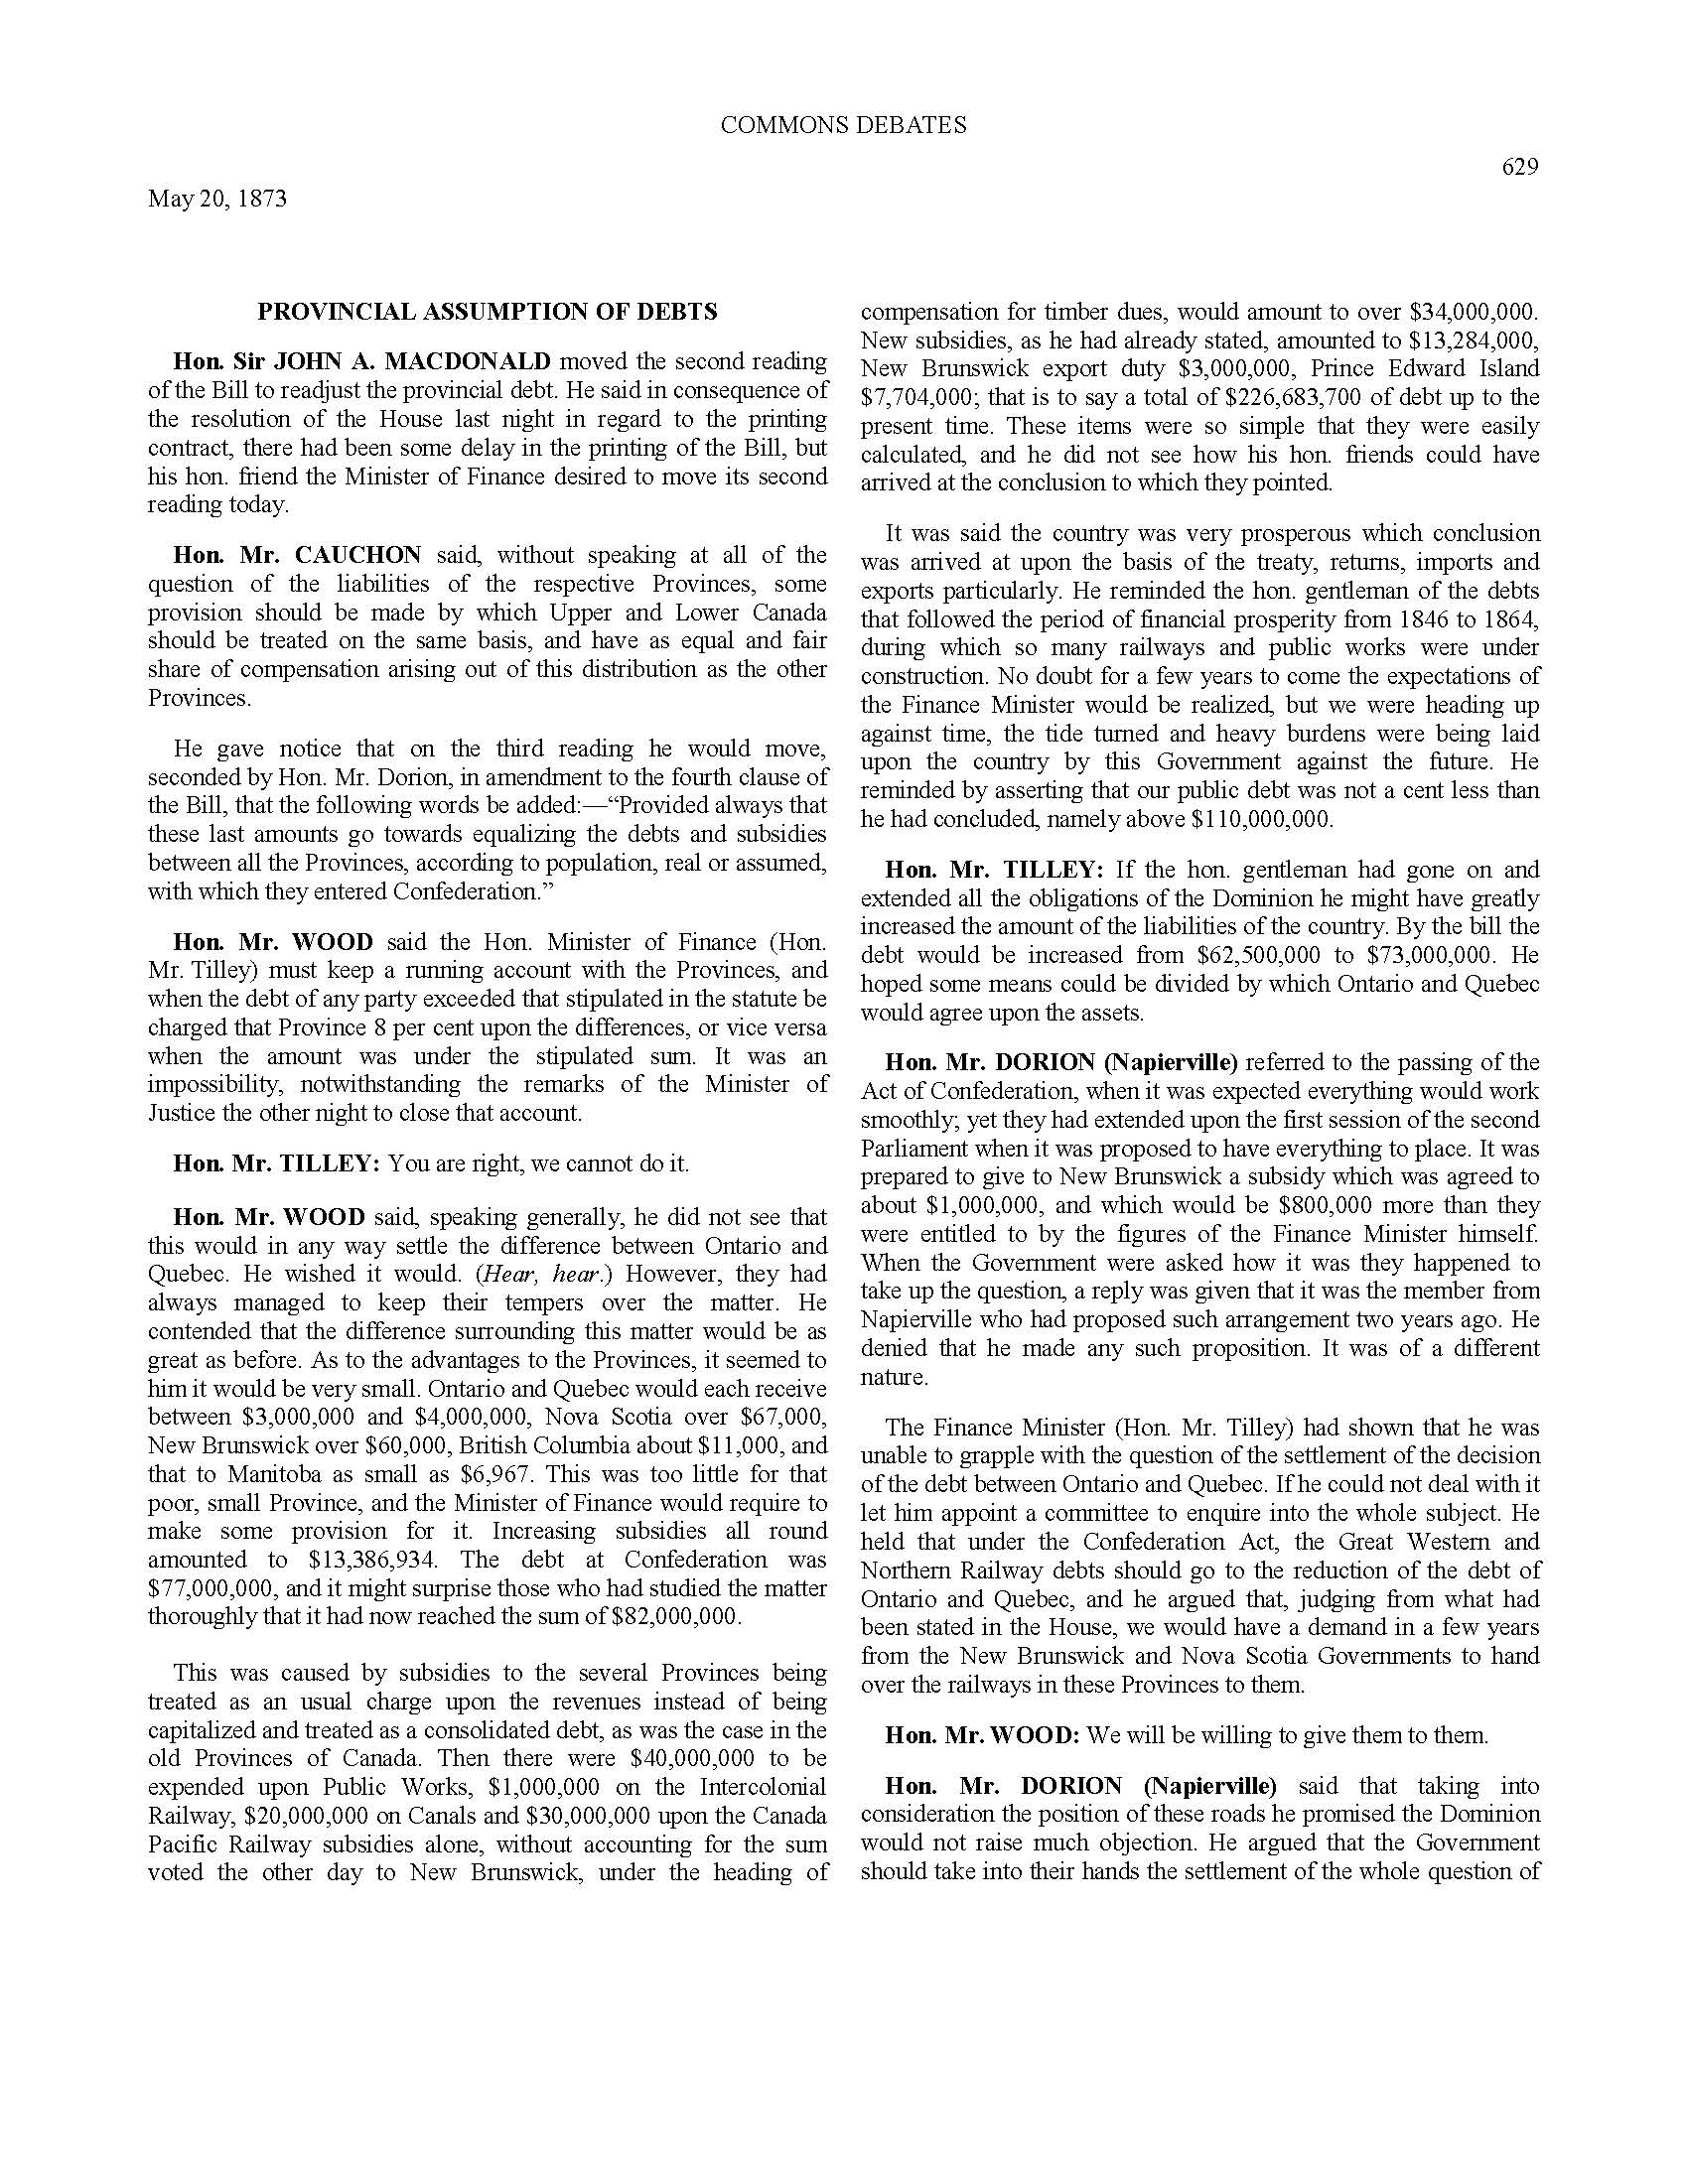 COMMONS DEBATES
629
May 20, 1873
PROVINCIAL ASSUMPTION OF DEBTS
Hon. Sir JOHN A. MACDONALD moved the second reading
of the Bill to readjust the provincial debt. He said in consequence of
the resolution of the House last night in regard to the printing
contract, there had been some delay in the printing of the Bill, but
his hon. friend the Minister of Finance desired to move its second
reading today.
Hon. Mr. CAUCHON said, without speaking at all of the
question of the liabilities of the respective Provinces, some
provision should be made by which Upper and Lower Canada
should be treated on the same basis, and have as equal and fair
share of compensation arising out of this distribution as the other
Provinces.
He gave notice that on the third reading he would move,
seconded by Hon. Mr. Dorion, in amendment to the fourth clause of
the Bill, that the following words be added:—“Provided always that
these last amounts go towards equalizing the debts and subsidies
between all the Provinces, according to population, real or assumed,
with which they entered Confederation.”
Hon. Mr. WOOD said the Hon. Minister of Finance (Hon.
Mr. Tilley) must keep a running account with the Provinces, and
when the debt of any party exceeded that stipulated in the statute be
charged that Province 8 per cent upon the differences, or vice versa
when the amount was under the stipulated sum. It was an
impossibility, notwithstanding the remarks of the Minister of
Justice the other night to close that account.
Hon. Mr. TILLEY: You are right, we cannot do it.
Hon. Mr. WOOD said, speaking generally, he did not see that
this would in any way settle the difference between Ontario and
Quebec. He wished it would. (Hear, hear.) However, they had
always managed to keep their tempers over the matter. He
contended that the difference surrounding this matter would be as
great as before. As to the advantages to the Provinces, it seemed to
him it would be very small. Ontario and Quebec would each receive
between $3,000,000 and $4,000,000, Nova Scotia over $67,000,
New Brunswick over $60,000, British Columbia about $11,000, and
that to Manitoba as small as $6,967. This was too little for that
poor, small Province, and the Minister of Finance would require to
make some provision for it. Increasing subsidies all round
amounted to $13,386,934. The debt at Confederation was
$77,000,000, and it might surprise those who had studied the matter
thoroughly that it had now reached the sum of $82,000,000.
This was caused by subsidies to the several Provinces being
treated as an usual charge upon the revenues instead of being
capitalized and treated as a consolidated debt, as was the case in the
old Provinces of Canada. Then there were $40,000,000 to be
expended upon Public Works, $1,000,000 on the Intercolonial
Railway, $20,000,000 on Canals and $30,000,000 upon the Canada
Pacific Railway subsidies alone, without accounting for the sum
voted the other day to New Brunswick, under the heading of
compensation for timber dues, would amount to over $34,000,000.
New subsidies, as he had already stated, amounted to $13,284,000,
New Brunswick export duty $3,000,000, Prince Edward Island
$7,704,000; that is to say a total of $226,683,700 of debt up to the
present time. These items were so simple that they were easily
calculated, and he did not see how his hon. friends could have
arrived at the conclusion to which they pointed.
It was said the country was very prosperous which conclusion
was arrived at upon the basis of the treaty, returns, imports and
exports particularly. He reminded the hon. gentleman of the debts
that followed the period of financial prosperity from 1846 to 1864,
during which so many railways and public works were under
construction. No doubt for a few years to come the expectations of
the Finance Minister would be realized, but we were heading up
against time, the tide turned and heavy burdens were being laid
upon the country by this Government against the future. He
reminded by asserting that our public debt was not a cent less than
he had concluded, namely above $110,000,000.
Hon. Mr. TILLEY: If the hon. gentleman had gone on and
extended all the obligations of the Dominion he might have greatly
increased the amount of the liabilities of the country. By the bill the
debt would be increased from $62,500,000 to $73,000,000. He
hoped some means could be divided by which Ontario and Quebec
would agree upon the assets.
Hon. Mr. DORION (Napierville) referred to the passing of the
Act of Confederation, when it was expected everything would work
smoothly; yet they had extended upon the first session of the second
Parliament when it was proposed to have everything to place. It was
prepared to give to New Brunswick a subsidy which was agreed to
about $1,000,000, and which would be $800,000 more than they
were entitled to by the figures of the Finance Minister himself.
When the Government were asked how it was they happened to
take up the question, a reply was given that it was the member from
Napierville who had proposed such arrangement two years ago. He
denied that he made any such proposition. It was of a different
nature.
The Finance Minister (Hon. Mr. Tilley) had shown that he was
unable to grapple with the question of the settlement of the decision
of the debt between Ontario and Quebec. If he could not deal with it
let him appoint a committee to enquire into the whole subject. He
held that under the Confederation Act, the Great Western and
Northern Railway debts should go to the reduction of the debt of
Ontario and Quebec, and he argued that, judging from what had
been stated in the House, we would have a demand in a few years
from the New Brunswick and Nova Scotia Governments to hand
over the railways in these Provinces to them.
Hon. Mr. WOOD: We will be willing to give them to them.
Hon. Mr. DORION (Napierville) said that taking into
consideration the position of these roads he promised the Dominion
would not raise much objection. He argued that the Government
should take into their hands the settlement of the whole question of